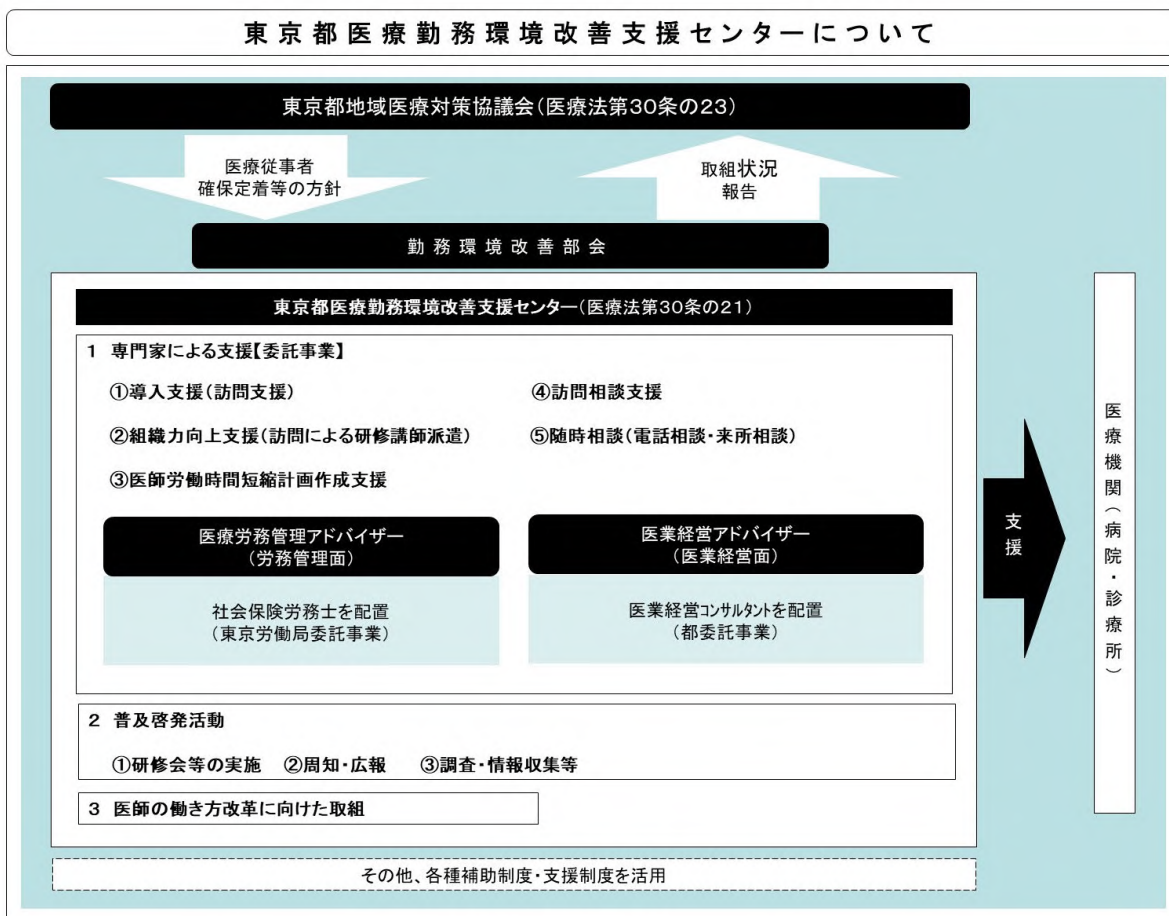 東京都医療勤務環境改善支援センターについて
東京都地域医療対策協議会(医療法第30条の23)
医療従事者
確保定着等の方針
取組状況
報告
勤務環境改善部会
東京都医療勤務環境改善支援センター(医療法第30条の21)
1 専門家による支援【委託事業】
①導入支援(訪問支援)
④訪問相談支援
②組織力向上支援(訪問による研修講師派遣)
⑤随時相談(電話相談・来所相談)
③医師労働時間短縮計画作成支援
医療労務管理アドバイザー
(労務管理面)
社会保険労務士を配置
(東京労働局委託事業)
医業経営アドバイザー
(医業経営面)
医業経営コンサルタントを配置
(都委託事業)
2 普及啓発活動
①研修会等の実施 ②周知・広報 ③調査・情報収集等
3 医師の働き方改革に向けた取組
その他、各種補助制度・支援制度を活用
支援
医療機関(病院・診療所)